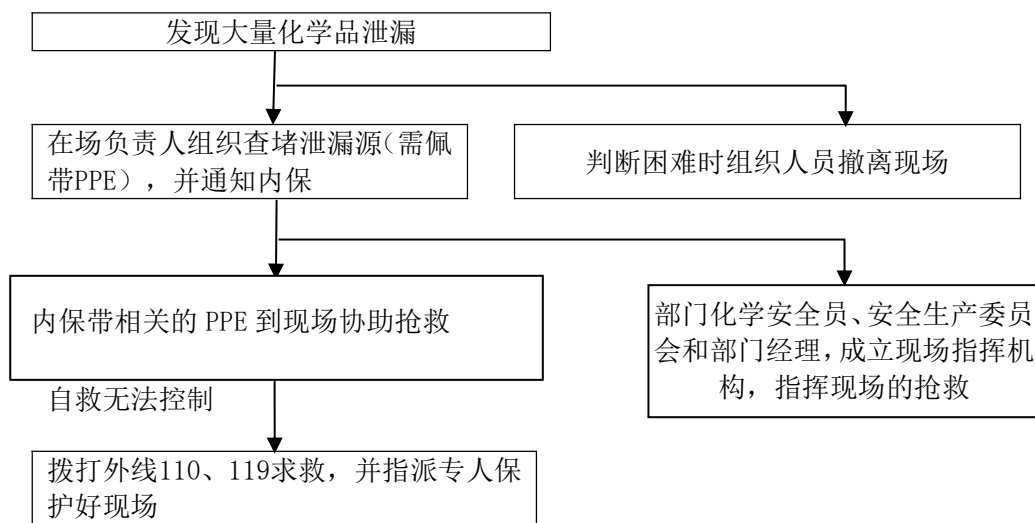 发现大量化学品泄漏
在场负责人组织查堵泄漏源（需佩
带PPE），并通知内保
判断困难时组织人员撤离现场
内保带相关的 PPE 到现场协助抢救
部门化学安全员、安全生产委员
会和部门经理，成立现场指挥机
构，指挥现场的抢救
自救无法控制
拨打外线110、119求救，并指派专人保
护好现场